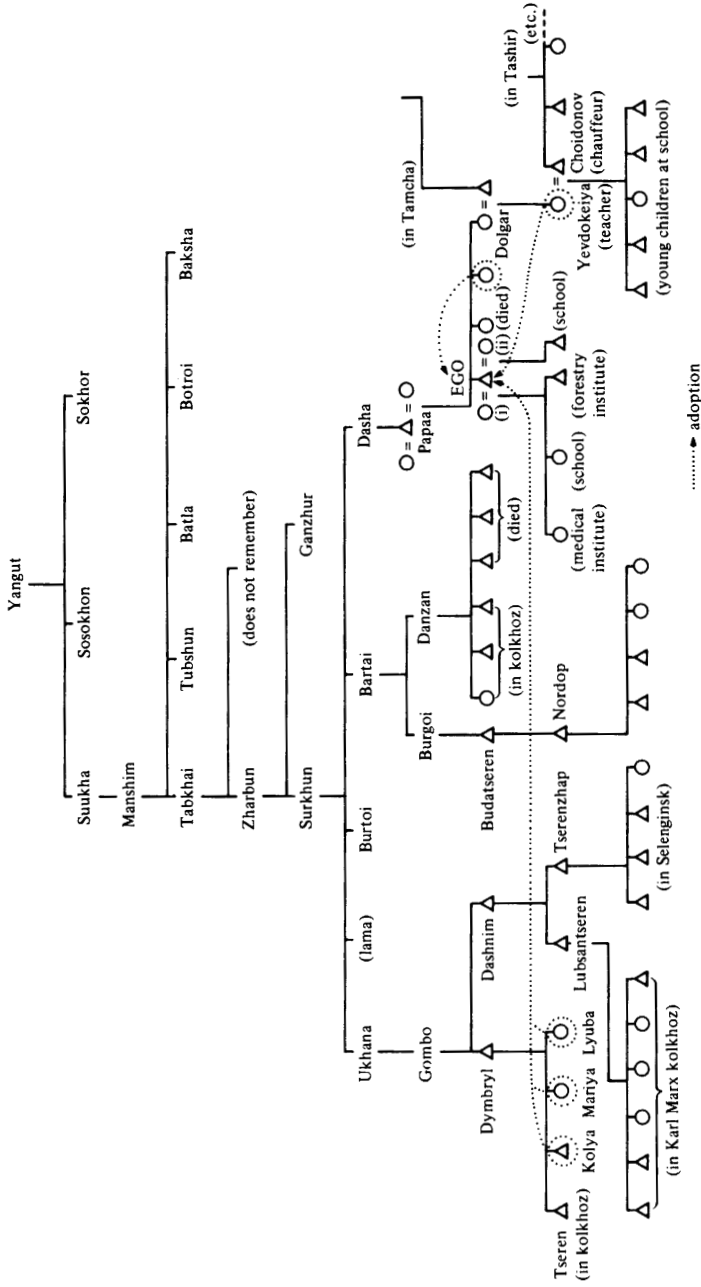 Yangut
Suukha
Sosokhon
Sokhor
Manshim
Tabkhai
Tubshun
Batla
Botroi
Baksha
Zharbun
(does not remember)
Surkhun
Ganzhur
Ukhana
(lama)
Burtoi
Bartai
Dasha
Gombo
Burgoi
Danzan
= =
Papaa
(in Tamcha)
Dymbryl
Dashnim
Budatseren
(in kolkhoz)
(died)
EGO
= = =
(i)
(ii)
(died)
Dolgar
(in Tashir)
(etc.)
Tseren
(in kolkhoz)
Kolya
Mariya
Lyuba
Lubsantseren
Tserenzhap
Nordop
(medical
institute)
(school)
(forestry
institute)
(school)
=
Yevdokeiya
(teacher)
Choidonov
(chauffeur)
(in Karl Marx kolkhoz)
(in Selenginsk)
(young children at school)
adoption